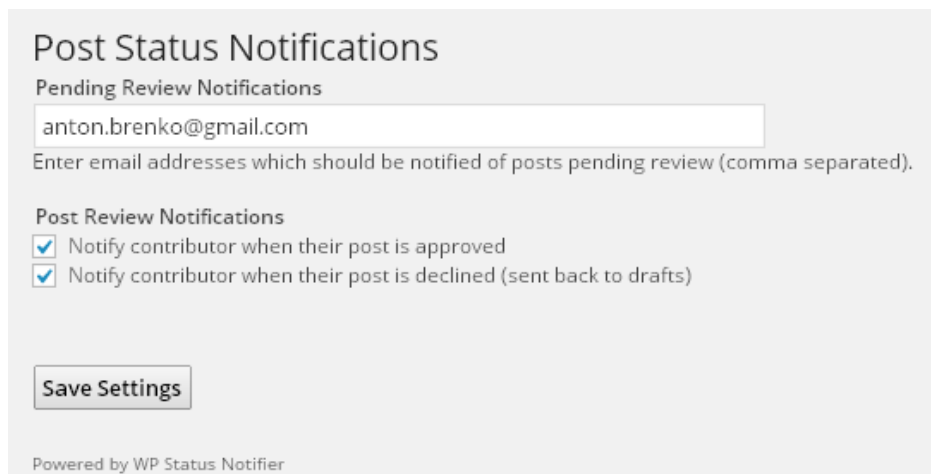 Post Status Notifications
Pending Review Notifications
anton.brenko@gmail.com
Enter email addresses which should be notified of posts pending review (comma separated).
Post Review Notifications
Notify contributor when their post is approved
Notify contributor when their post is declined (sent back to drafts)
Save Settings
Powered by WP Status Notifier